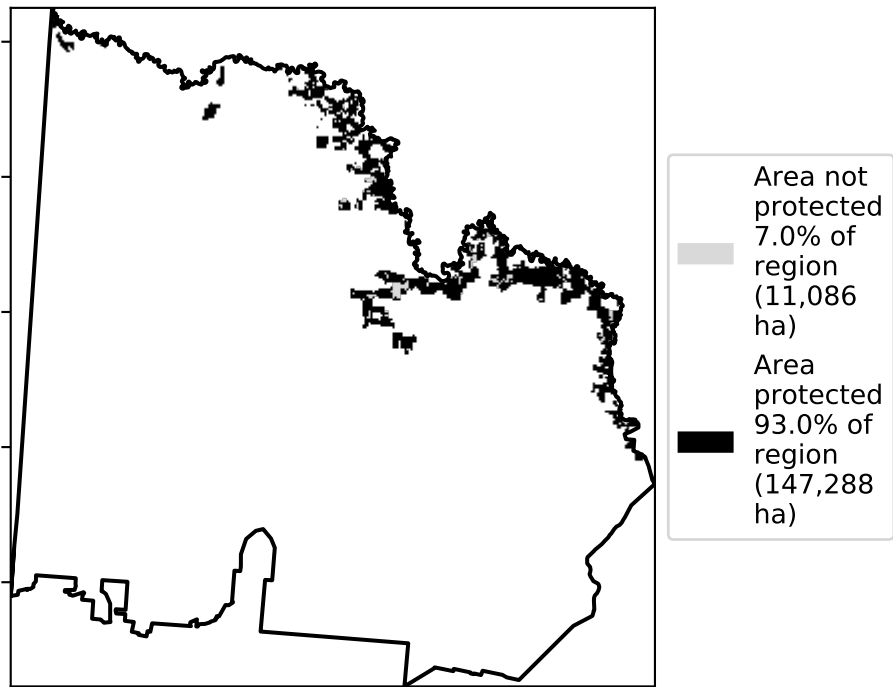 Area not
protected
7.0% of
region
(11,086
ha)
Area
protected
93.0% of
region
(147,288
ha)